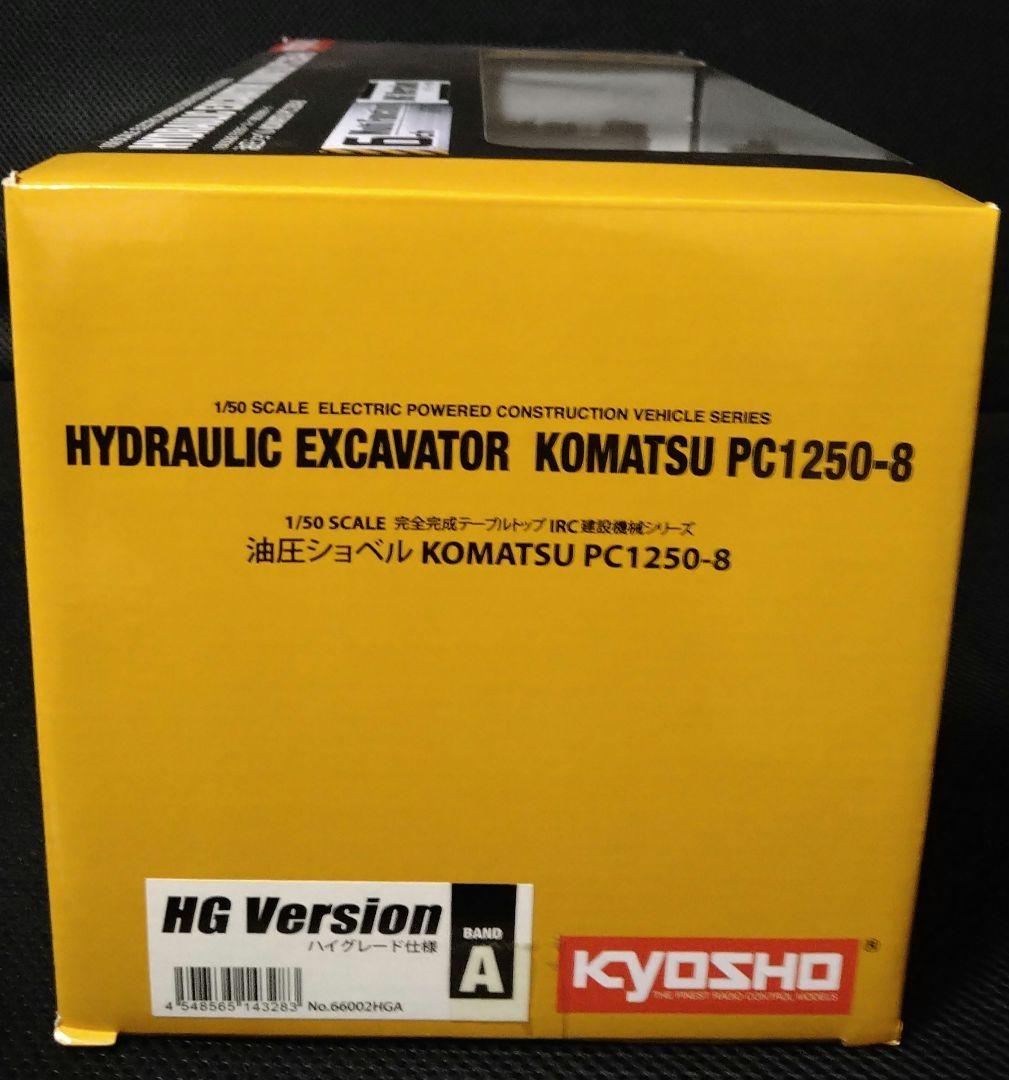 1/50 SCALE ELECTRIC POWERED CONSTRUCTION VEHICLE SERIES
HYDRAULIC EXCAVATOR KOMATSU PC1250-8
1/50 SCALE 完全完成テーブルトップIRC建設機械シリーズ
油圧ショベル KOMATSU PC1250-8
HG Version
ハイグレード仕様
BAND
A
4 548565 143283 No.66002HGA
KYOSHO ®
THE FINEST RADIO CONTROL MODELS